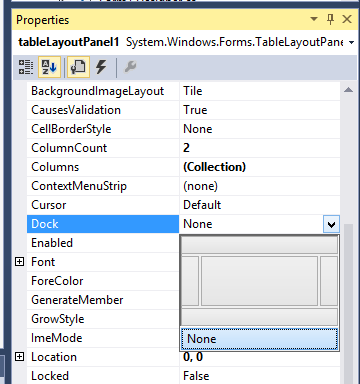 Properties
tableLayoutPanel1 System.Windows.Forms.TableLayoutPane
BackgroundImageLayout Tile
CausesValidation True
CellBorderStyle None
ColumnCount 2
Columns (Collection)
ContextMenuStrip (none)
Cursor Default
Dock None
Enabled
Font
ForeColor
GenerateMember
GrowStyle
None
ImeMode
Location 0, 0
Locked False